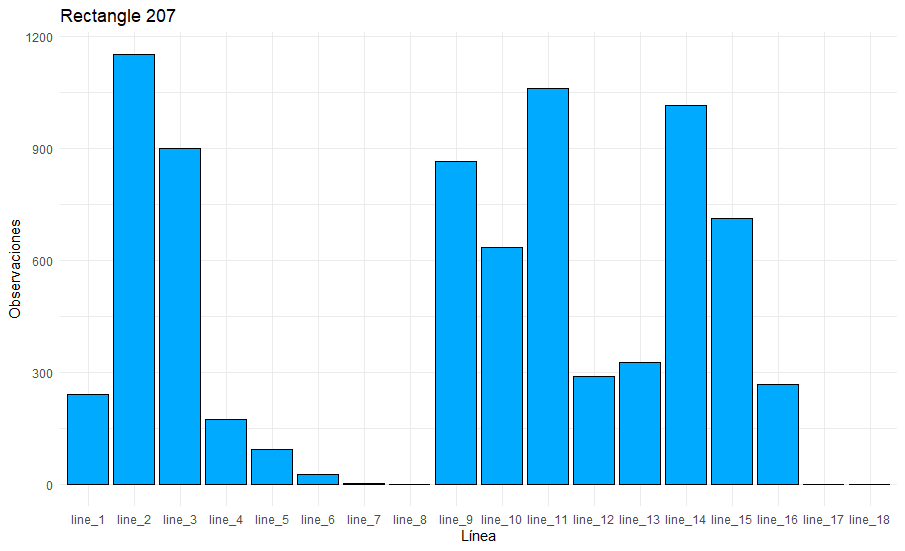 Rectangle 207
1200
900
600
300
0
Observaciones
line_1 line_2 line_3 line_4 line_5 line_6 line_7 line_8 line_9 line_10 line_11 line_12 line_13 line_14 line_15 line_16 line_17 line_18
Línea